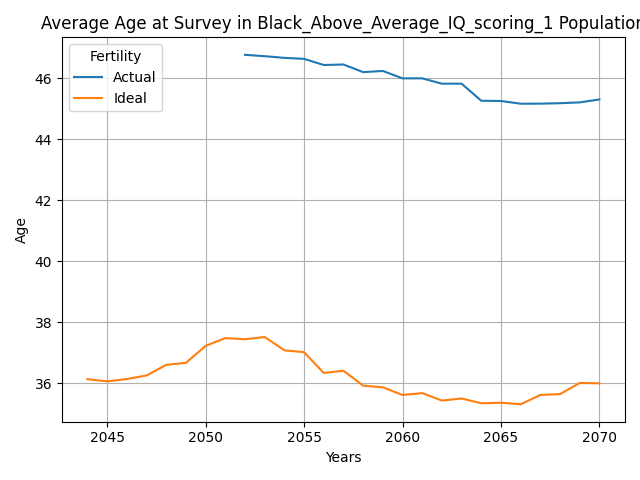 Average Age at Survey in Black_Above_Average_IQ_scoring_1 Population
Fertility
Actual
Ideal
Age
46
44
42
40
38
36
2045 2050 2055 2060 2065 2070
Years